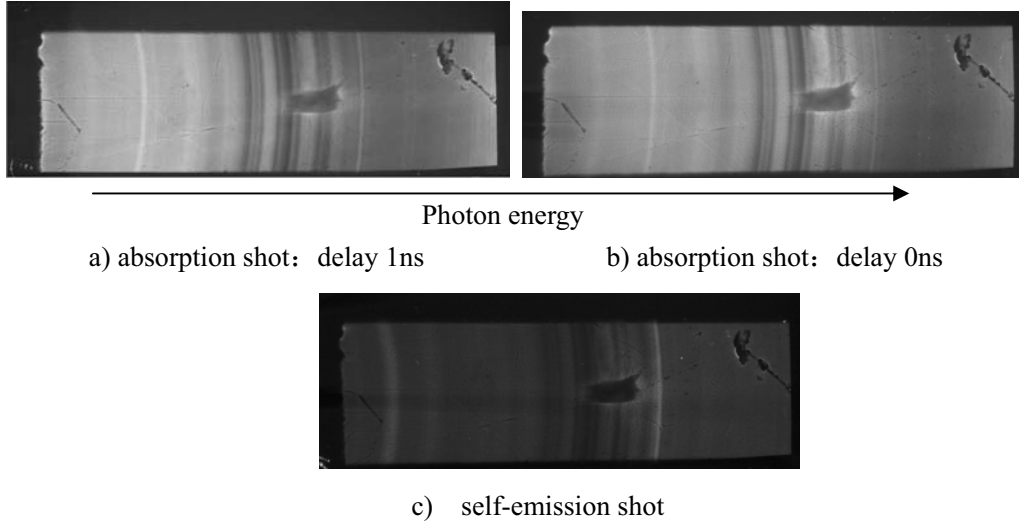 Photon energy
a) absorption shot：delay 1ns
b) absorption shot：delay 0ns
c) self-emission shot